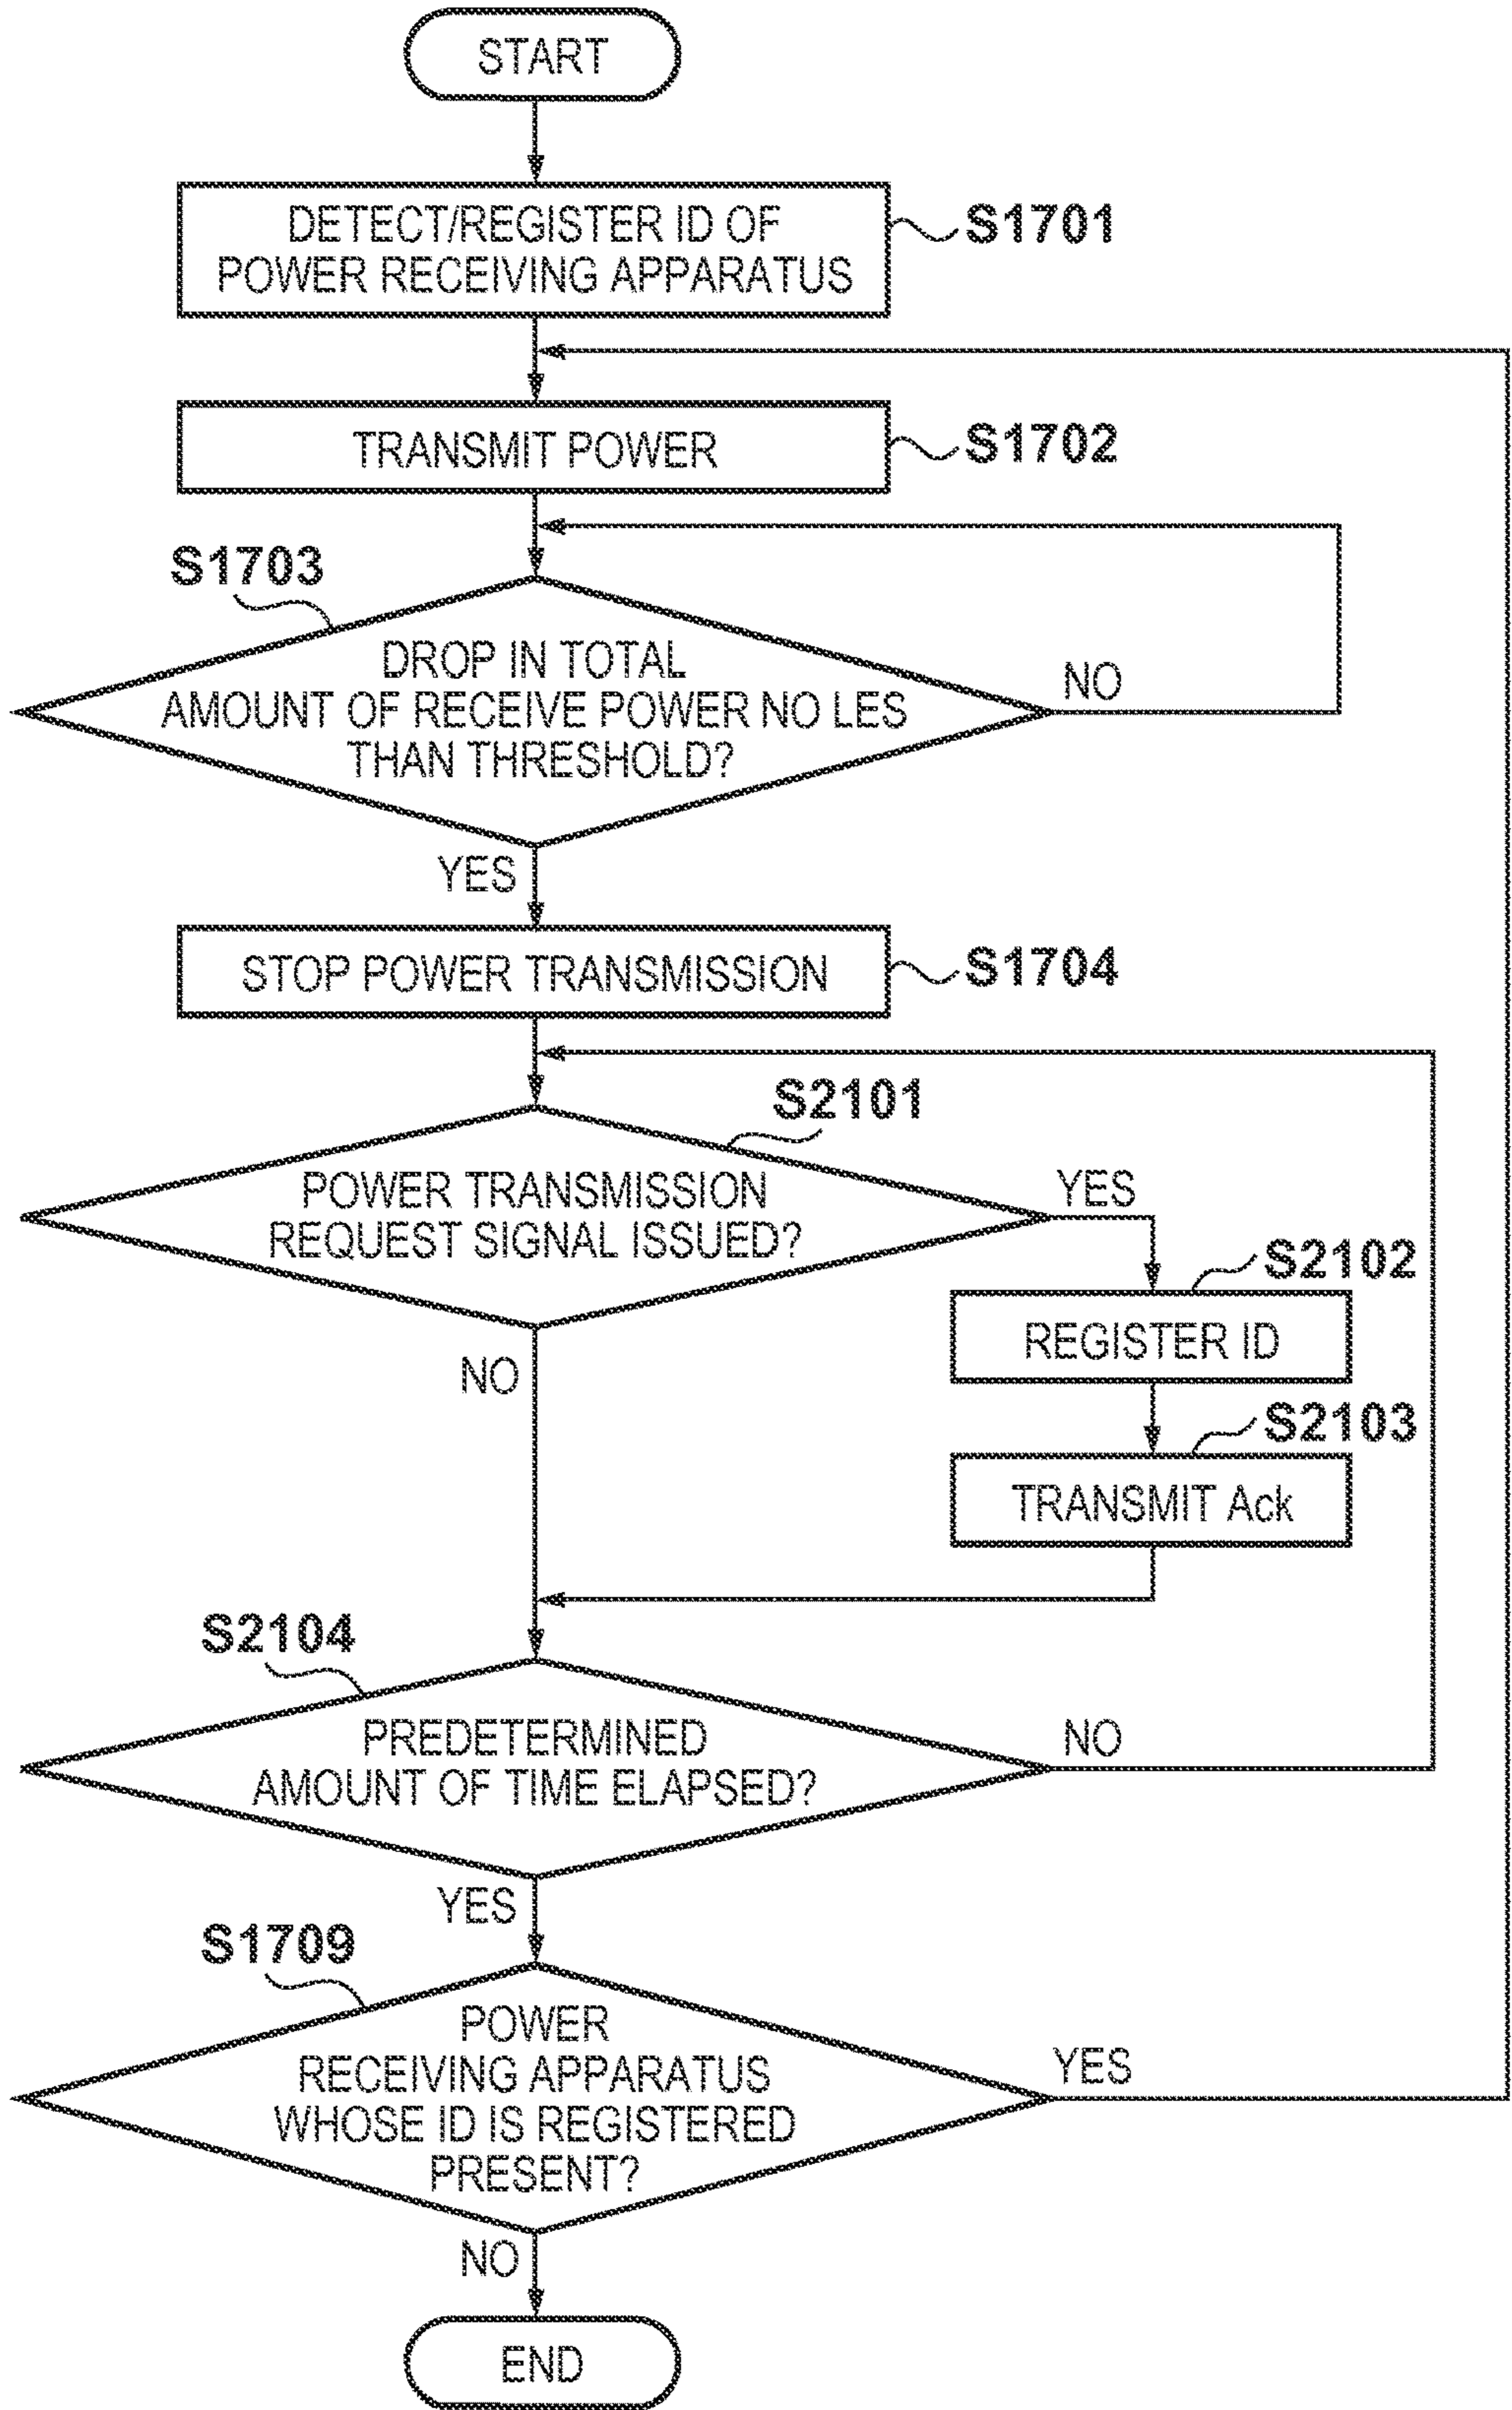 START
DETECT/REGISTER ID OF
POWER RECEIVING APPARATUS
S1701
TRANSMIT POWER
S1702
S1703
DROP IN TOTAL
AMOUNT OF RECEIVE POWER NO LES
THAN THRESHOLD?
NO
YES
STOP POWER TRANSMISSION
S1704
S2101
POWER TRANSMISSION
REQUEST SIGNAL ISSUED?
YES
S2102
REGISTER ID
NO
S2103
TRANSMIT Ack
S2104
PREDETERMINED
AMOUNT OF TIME ELAPSED?
NO
YES
S1709
POWER
RECEIVING APPARATUS
WHOSE ID IS REGISTERED
PRESENT?
YES
NO
END